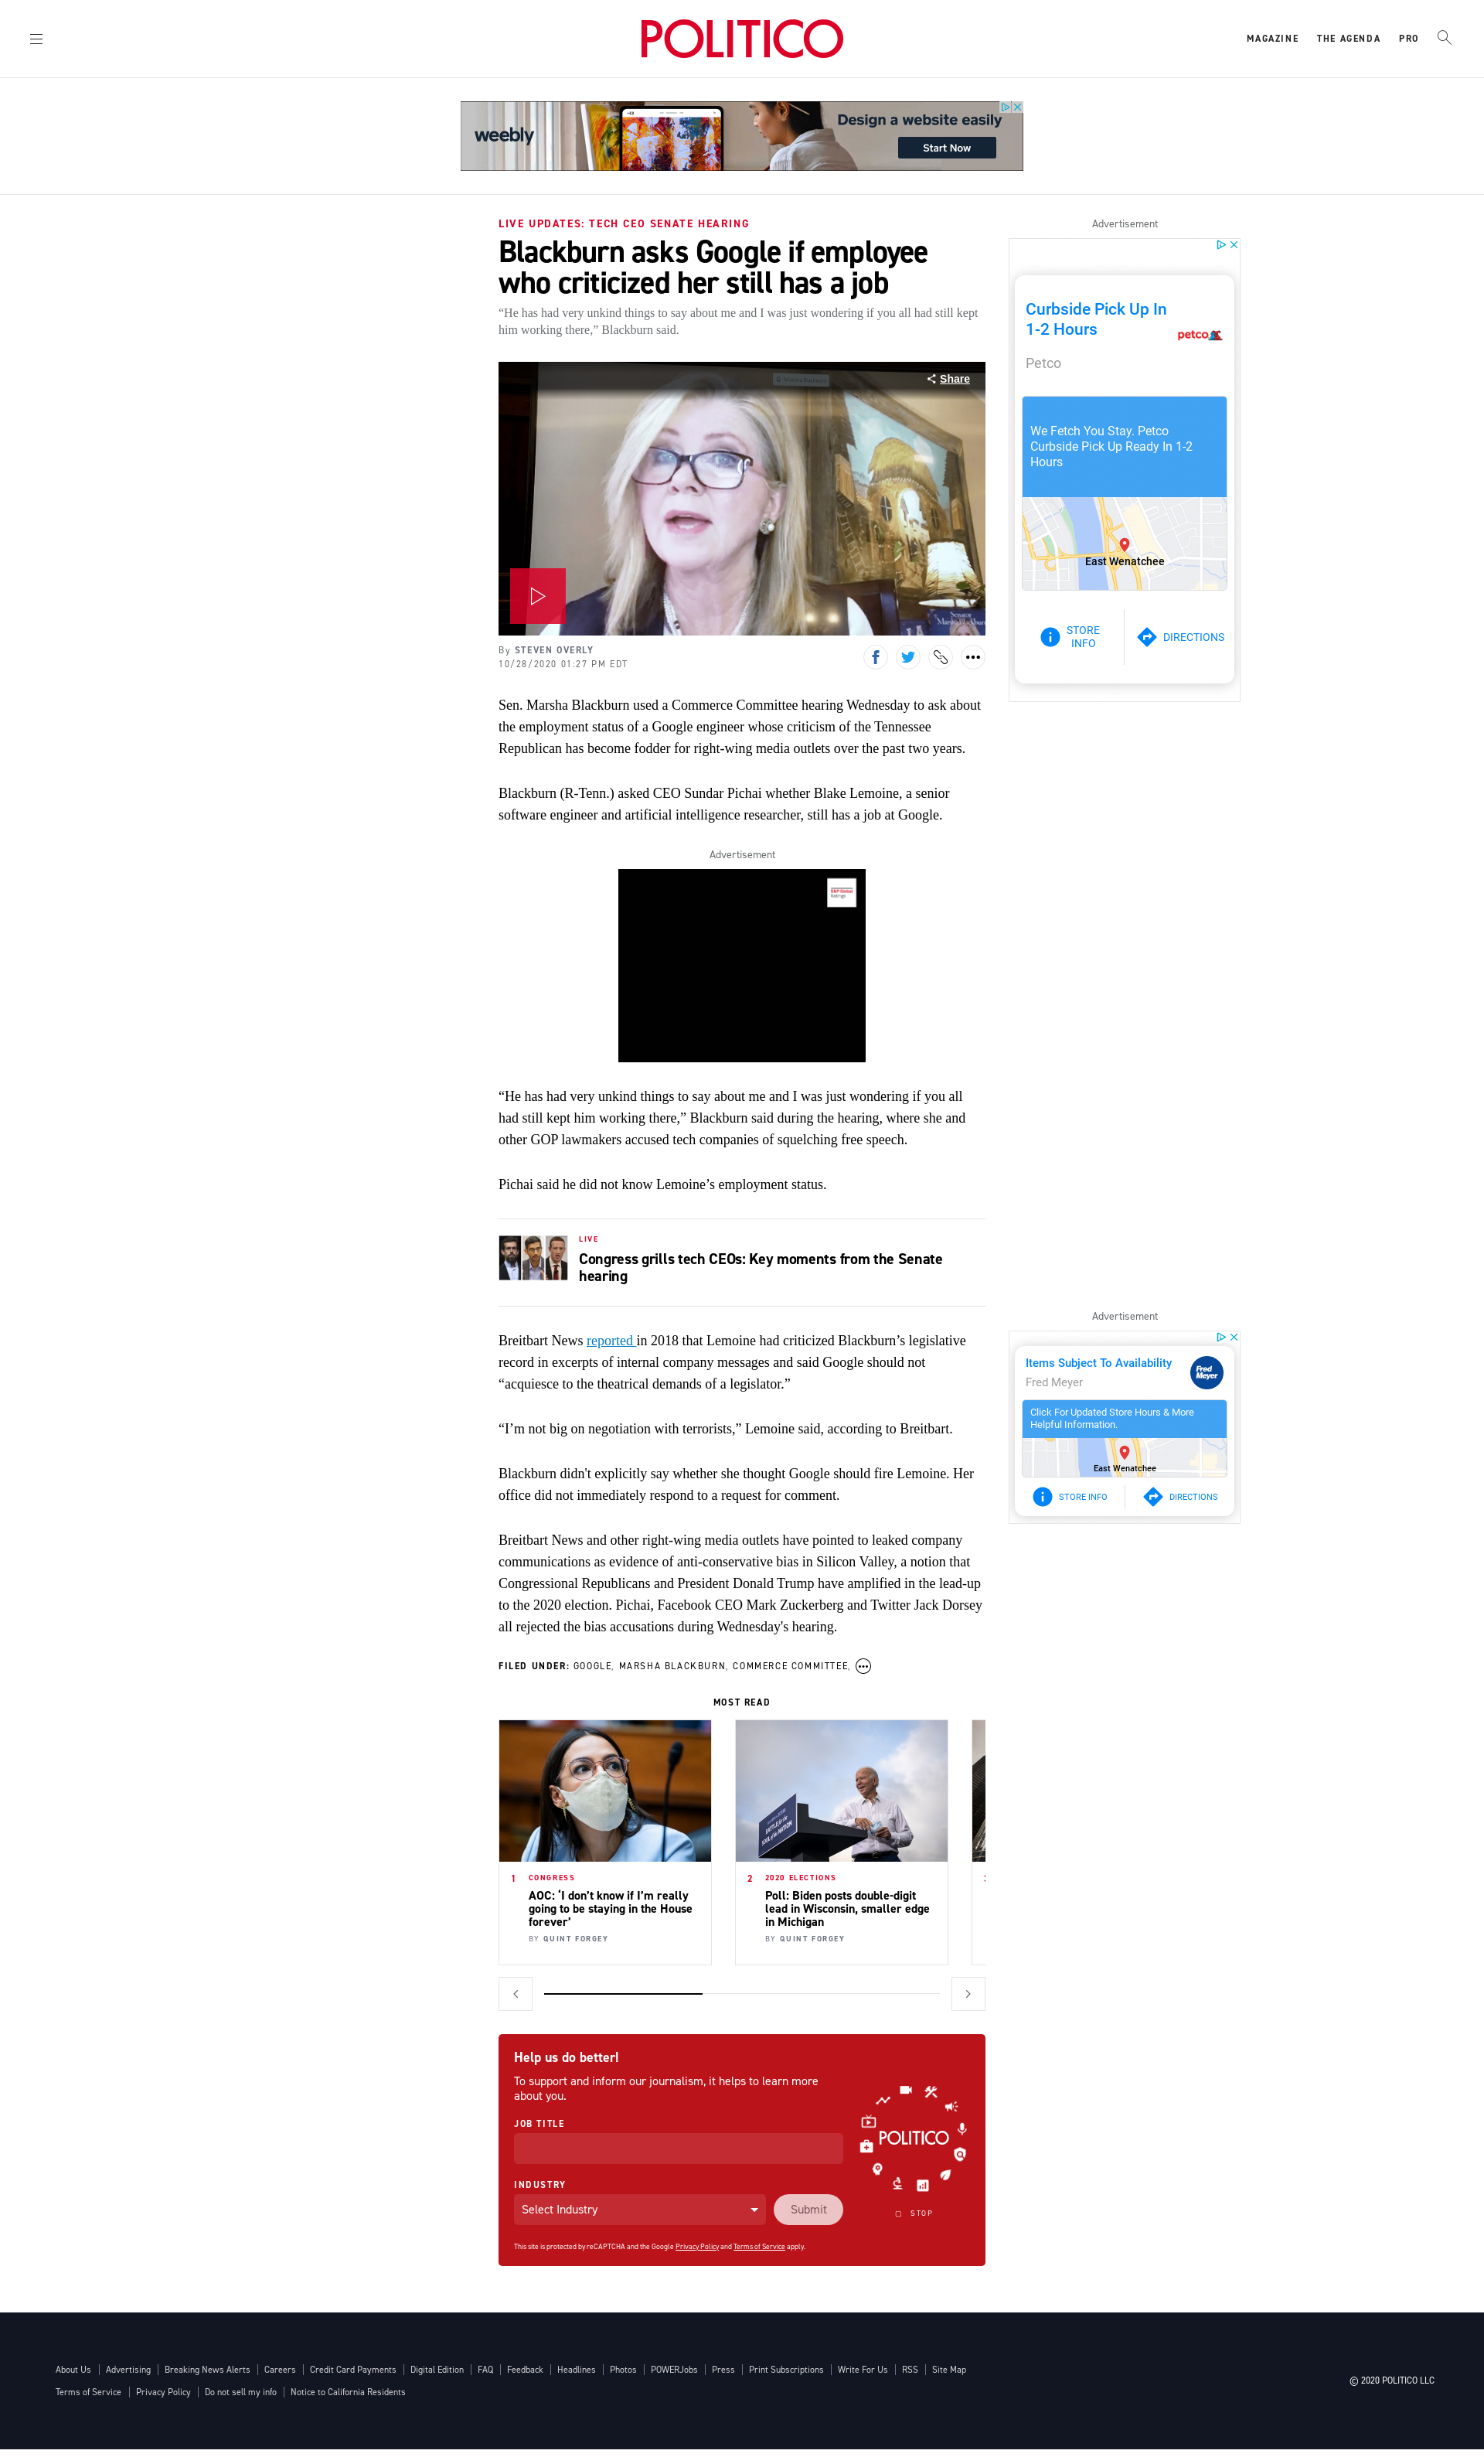 POLITICO
MAGAZINE
THE AGENDA
PRO
weebly
Design a website easily
Start Now
LIVE UPDATES: TECH CEO SENATE HEARING
Blackburn asks Google if employee
who criticized her still has a job
“He has had very unkind things to say about me and I was just wondering if you all had still kept
him working there,” Blackburn said.
Share
By STEVEN OVERLY
10/28/2020 01:27 PM EDT
Sen. Marsha Blackburn used a Commerce Committee hearing Wednesday to ask about
the employment status of a Google engineer whose criticism of the Tennessee
Republican has become fodder for right-wing media outlets over the past two years.
Blackburn (R-Tenn.) asked CEO Sundar Pichai whether Blake Lemoine, a senior
software engineer and artificial intelligence researcher, still has a job at Google.
Advertisement
S&P Global
Ratings
“He has had very unkind things to say about me and I was just wondering if you all
had still kept him working there,” Blackburn said during the hearing, where she and
other GOP lawmakers accused tech companies of squelching free speech.
Pichai said he did not know Lemoine’s employment status.
LIVE
Congress grills tech CEOs: Key moments from the Senate
hearing
Breitbart News reported in 2018 that Lemoine had criticized Blackburn’s legislative
record in excerpts of internal company messages and said Google should not
“acquiesce to the theatrical demands of a legislator.”
“I’m not big on negotiation with terrorists,” Lemoine said, according to Breitbart.
Blackburn didn't explicitly say whether she thought Google should fire Lemoine. Her
office did not immediately respond to a request for comment.
Breitbart News and other right-wing media outlets have pointed to leaked company
communications as evidence of anti-conservative bias in Silicon Valley, a notion that
Congressional Republicans and President Donald Trump have amplified in the lead-up
to the 2020 election. Pichai, Facebook CEO Mark Zuckerberg and Twitter Jack Dorsey
all rejected the bias accusations during Wednesday's hearing.
FILED UNDER: GOOGLE, MARSHA BLACKBURN, COMMERCE COMMITTEE,
Advertisement
Curbside Pick Up In
1-2 Hours
petco
Petco
We Fetch You Stay. Petco
Curbside Pick Up Ready In 1-2
Hours
East Wenatchee
STORE
INFO
DIRECTIONS
Advertisement
Items Subject To Availability
Fred Meyer
Fred
Meyer
Click For Updated Store Hours & More
Helpful Information.
East Wenatchee
STORE INFO
DIRECTIONS
MOST READ
1
CONGRESS
AOC: ‘I don’t know if I’m really
going to be staying in the House
forever’
BY QUINT FORGEY
BATTLE for the
SOUL of the NATION
2
2020 ELECTIONS
Poll: Biden posts double-digit
lead in Wisconsin, smaller edge
in Michigan
BY QUINT FORGEY
Help us do better!
To support and inform our journalism, it helps to learn more
about you.
JOB TITLE
INDUSTRY
Select Industry
Submit
POLITICO
STOP
This site is protected by reCAPTCHA and the Google Privacy Policy and Terms of Service apply.
About Us
Advertising
Breaking News Alerts
Careers
Credit Card Payments
Digital Edition
FAQ
Feedback
Headlines
Photos
POWERJobs
Press
Print Subscriptions
Write For Us
RSS
Site Map
Terms of Service
Privacy Policy
Do not sell my info
Notice to California Residents
© 2020 POLITICO LLC